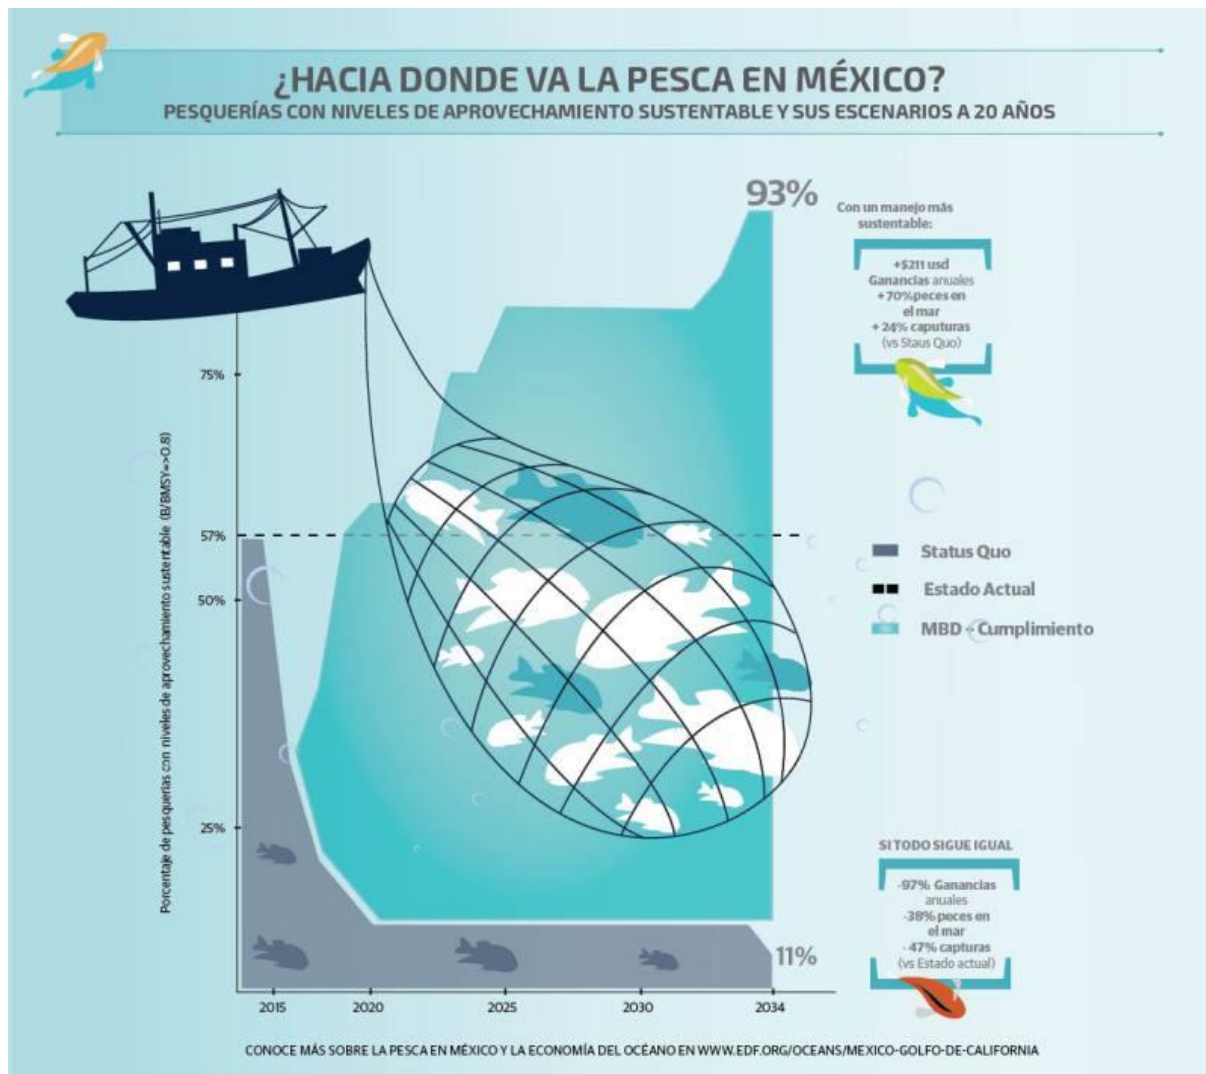 ¿HACIA DONDE VA LA PESCA EN MÉXICO?
PESQUERÍAS CON NIVELES DE APROVECHAMIENTO SUSTENTABLE Y SUS ESCENARIOS A 20 AÑOS
93%
Con un manejo más
sustentable:
+$211 usd
Ganancias anuales
+70%peces en
el mar
+ 24% caputuras
(vs Staus Quo)
Porcentaje de pesquerías con niveles de aprovechamiento sustentable (B/BMSY=>0.8)
75%
57%
50%
25%
Status Quo
Estado Actual
MBD - Cumplimiento
SI TODO SIGUE IGUAL
-97% Ganancias
anuales
-38% peces en
el mar
- 47% capturas
(vs Estado actual)
11%
2015 2020 2025 2030 2034
CONOCE MÁS SOBRE LA PESCA EN MÉXICO Y LA ECONOMÍA DEL OCÉANO EN WWW.EDF.ORG/OCEANS/MEXICO-GOLFO-DE-CALIFORNIA